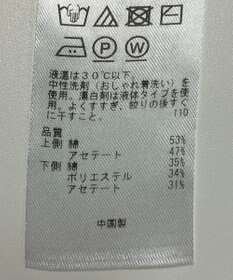 P W
液温は30℃以下、
中性洗剤(おしゃれ着洗い)を
使用。漂白剤は液体タイプを使
用。よくすすぎ、絞りの後すぐ
に干すこと。 110
品質
上側 綿 53%
アセテート 47%
下側 綿 35%
ポリエステル 34%
アセテート 31%
中国製